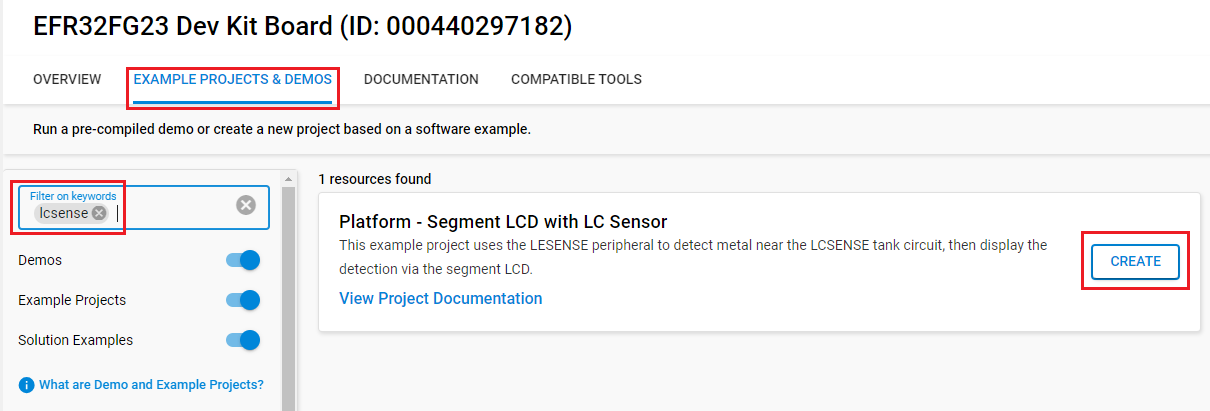 EFR32FG23 Dev Kit Board (ID: 000440297182)
OVERVIEW EXAMPLE PROJECTS & DEMOS DOCUMENTATION COMPATIBLE TOOLS
Run a pre-compiled demo or create a new project based on a software example.
Filter on keywords
lcsense
Demos
Example Projects
Solution Examples
What are Demo and Example Projects?
1 resources found
Platform - Segment LCD with LC Sensor
This example project uses the LESENSE peripheral to detect metal near the LCSENSE tank circuit, then display the
detection via the segment LCD.
View Project Documentation
CREATE